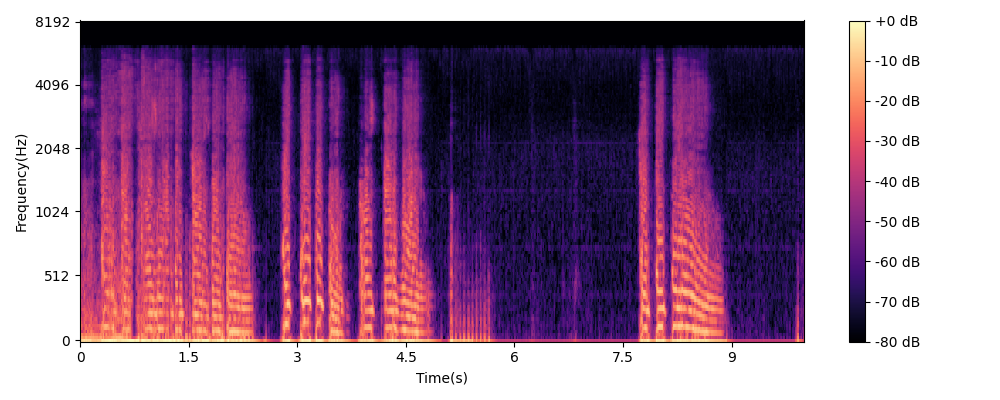 8192
4096
2048
1024
512
0
Frequency(Hz)
0
1.5
3
4.5
6
7.5
9
Time(s)
+0 dB
-10 dB
-20 dB
-30 dB
-40 dB
-50 dB
-60 dB
-70 dB
-80 dB